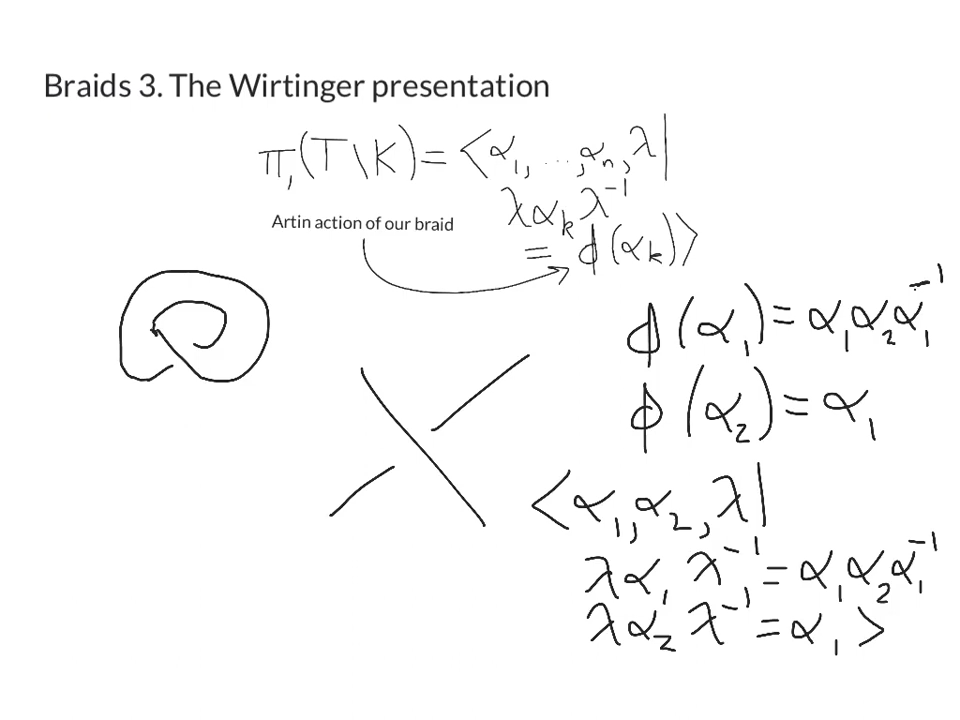 Braids 3. The Wirtinger presentation
π₁(T\K)=<α₁,...,αₙ,λ|
λαₖλ⁻¹
Artin action of our braid
=ϕ(αₖ)>
ϕ(α₁)=α₁α₂α₁⁻¹
ϕ(α₂)=α₁
<α₁,α₂,λ|
λα₁λ⁻¹=α₁α₂α₁⁻¹
λα₂λ⁻¹=α₁>